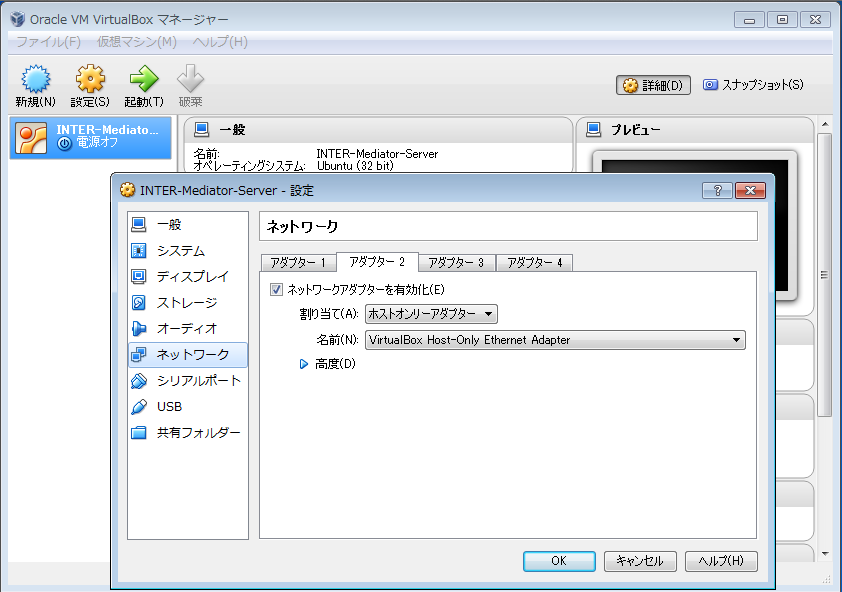 Oracle VM VirtualBox マネージャー
ファイル(F) 仮想マシン(M) ヘルプ(H)
新規(N) 設定(S) 起動(T) 破棄
詳細(D) スナップショット(S)
INTER-Mediato...
電源オフ
一般
名前: INTER-Mediator-Server
オペレーティングシステム: Ubuntu (32 bit)
プレビュー
INTER-Mediator-Server - 設定
一般
システム
ディスプレイ
ストレージ
オーディオ
ネットワーク
シリアルポート
USB
共有フォルダー
ネットワーク
アダプター 1 アダプター 2 アダプター 3 アダプター 4
ネットワークアダプターを有効化(E)
割り当て(A): ホストオンリーアダプター
名前(N): VirtualBox Host-Only Ethernet Adapter
高度(D)
OK キャンセル ヘルプ(H)